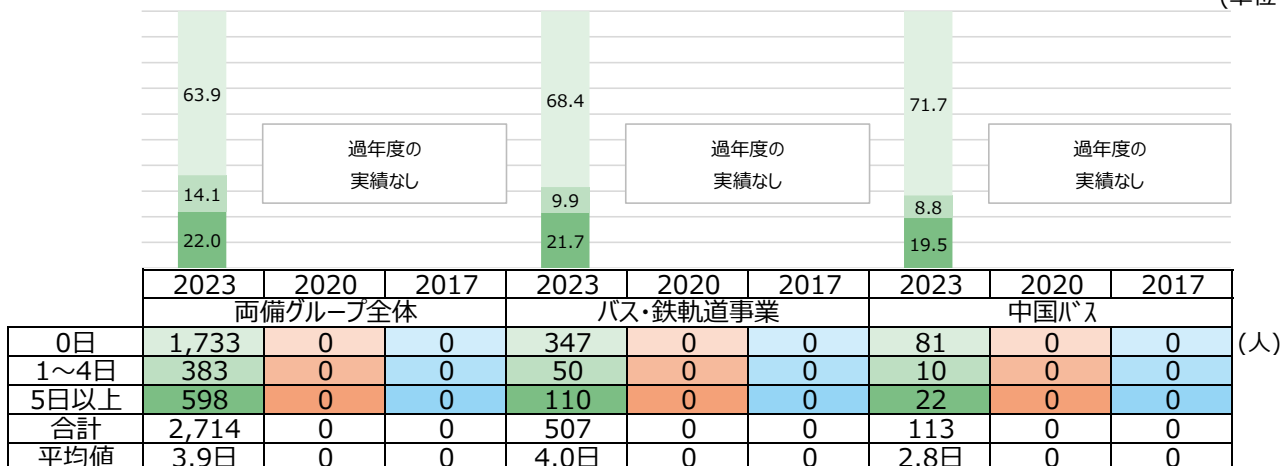 63.9
68.4
71.7
過年度の
実績なし
過年度の
実績なし
過年度の
実績なし
14.1
9.9
8.8
22.0
21.7
19.5
2023 2020 2017 2023 2020 2017 2023 2020 2017
両備グループ全体 バス・鉄軌道事業 中国バス
0日 1,733 0 0 347 0 0 81 0 0 (人)
1～4日 383 0 0 50 0 0 10 0 0
5日以上 598 0 0 110 0 0 22 0 0
合計 2,714 0 0 507 0 0 113 0 0
平均値 3.9日 0 0 4.0日 0 0 2.8日 0 0